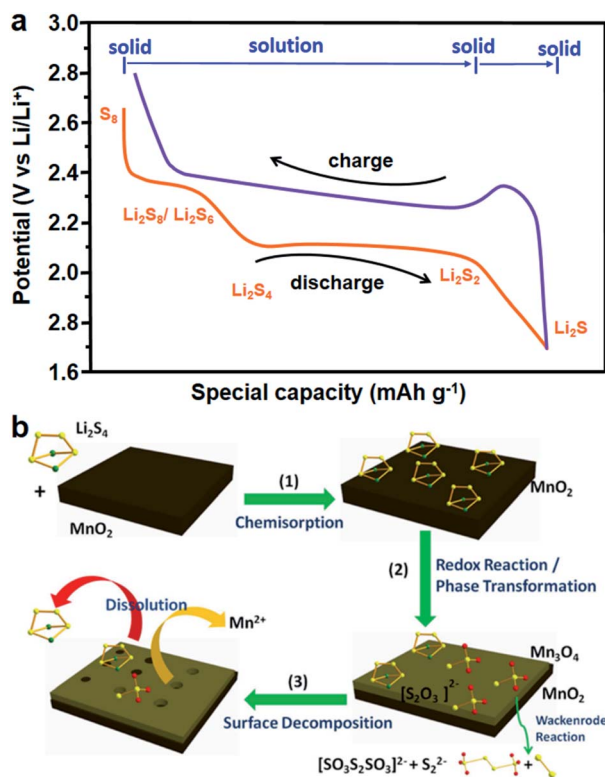 a
solid solution solid solid
3.0
2.8
2.6
2.4
2.2
2.0
2.7
1.6
Potential (V vs Li/Li⁺)
S₈
charge
Li₂S₈/ Li₂S₆
Li₂S₄
discharge
Li₂S₂
Li₂S
Special capacity (mAh g⁻¹)
b
Li₂S₄
+
MnO₂
(1)
Chemisorption
MnO₂
(2)
Redox Reaction /
Phase Transformation
Mn₃O₄
MnO₂
[S₂O₃]²⁻
Wackenrode
Reaction
[SO₃S₂SO₃]²⁻ + S₂²⁻
+
(3)
Surface Decomposition
Dissolution
Mn²⁺